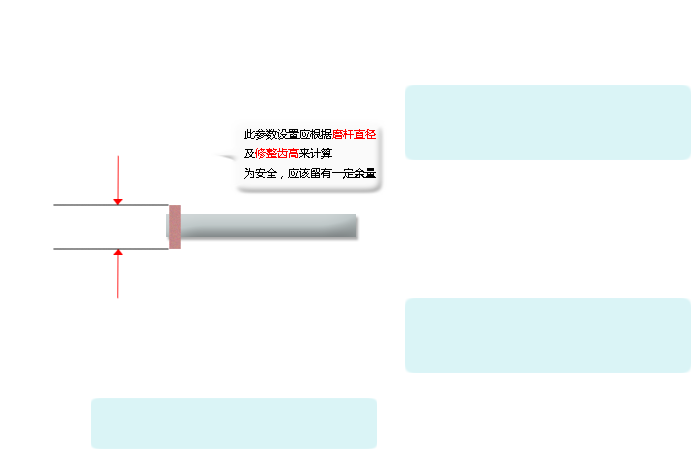 此参数设置应根据磨杆直径
及修整齿高来计算
为安全，应该留有一定余量